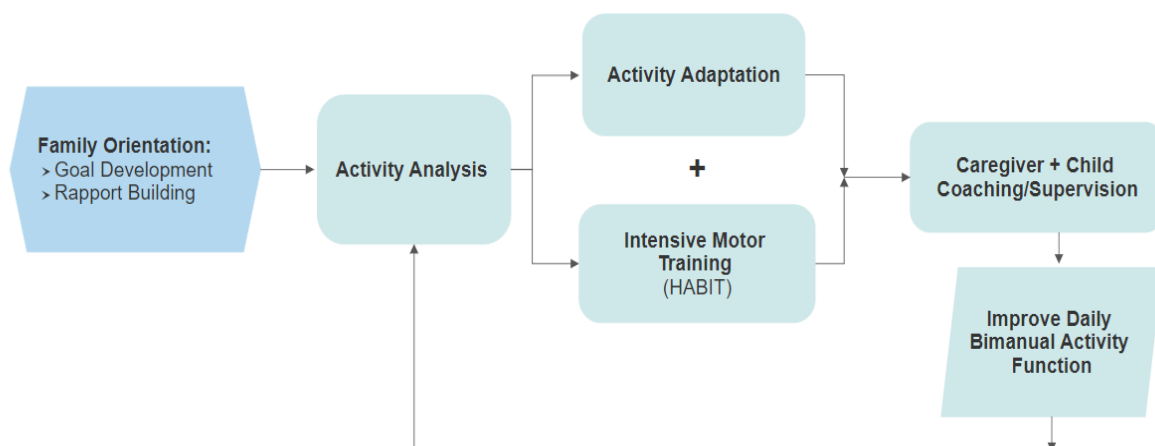 Family Orientation:
➢ Goal Development
➢ Rapport Building
Activity Analysis
Activity Adaptation
+
Intensive Motor
Training
(HABIT)
Caregiver + Child
Coaching/Supervision
Improve Daily
Bimanual Activity
Function